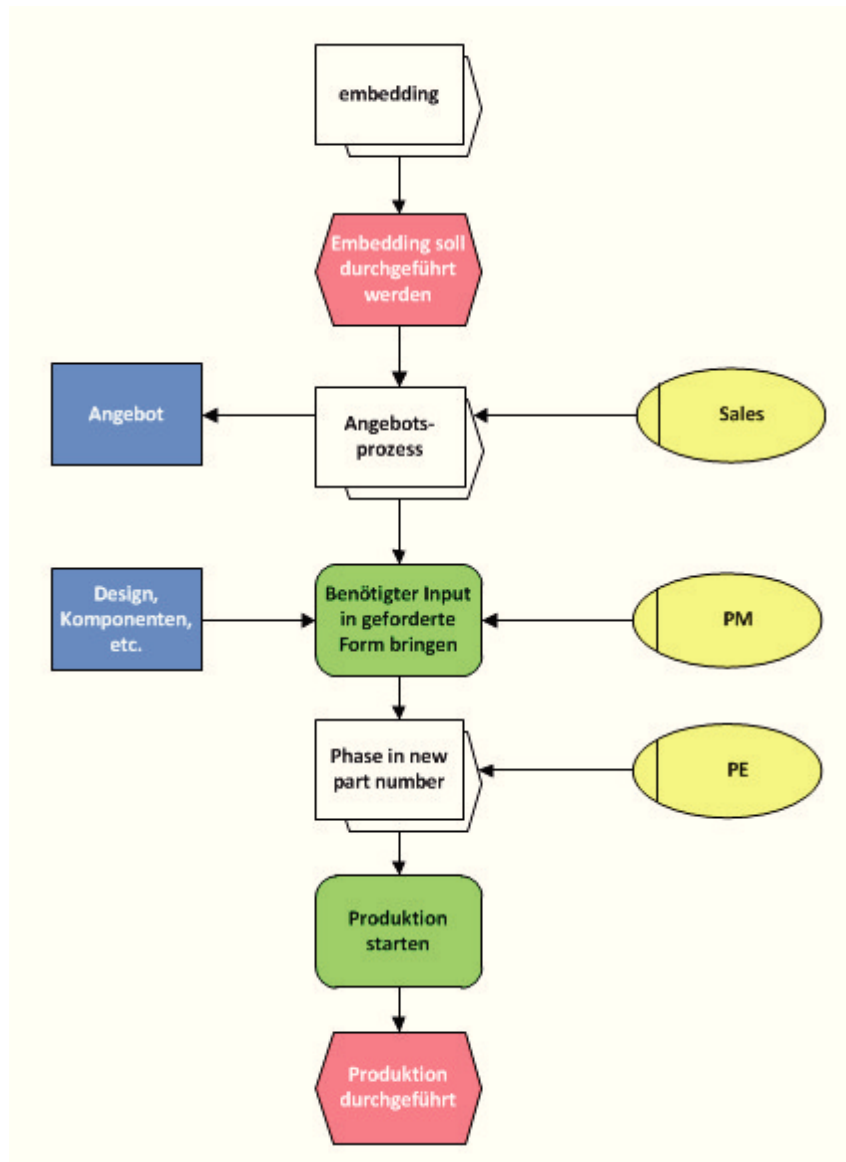 embedding
Embedding soll
durchgeführt
werden
Angebot
Angebots-
prozess
Sales
Design,
Komponenten,
etc.
Benötigter Input
in geforderte
Form bringen
PM
Phase in new
part number
PE
Produktion
starten
Produktion
durchgeführt